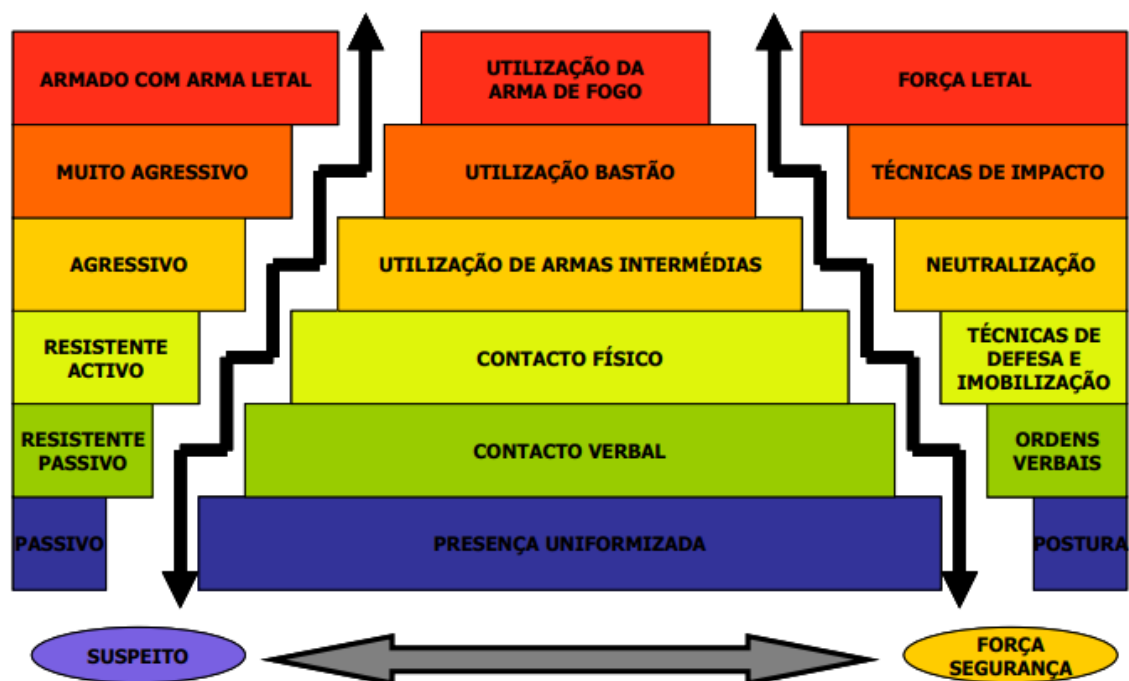 ARMADO COM ARMA LETAL
UTILIZAÇÃO DA
ARMA DE FOGO
FORÇA LETAL
MUITO AGRESSIVO
UTILIZAÇÃO BASTÃO
TÉCNICAS DE IMPACTO
AGRESSIVO
UTILIZAÇÃO DE ARMAS INTERMÉDIAS
NEUTRALIZAÇÃO
RESISTENTE
ACTIVO
CONTACTO FÍSICO
TÉCNICAS DE
DEFESA E
IMOBILIZAÇÃO
RESISTENTE
PASSIVO
CONTACTO VERBAL
ORDENS
VERBAIS
PASSIVO
PRESENÇA UNIFORMIZADA
POSTURA
SUSPEITO
FORÇA
SEGURANÇA